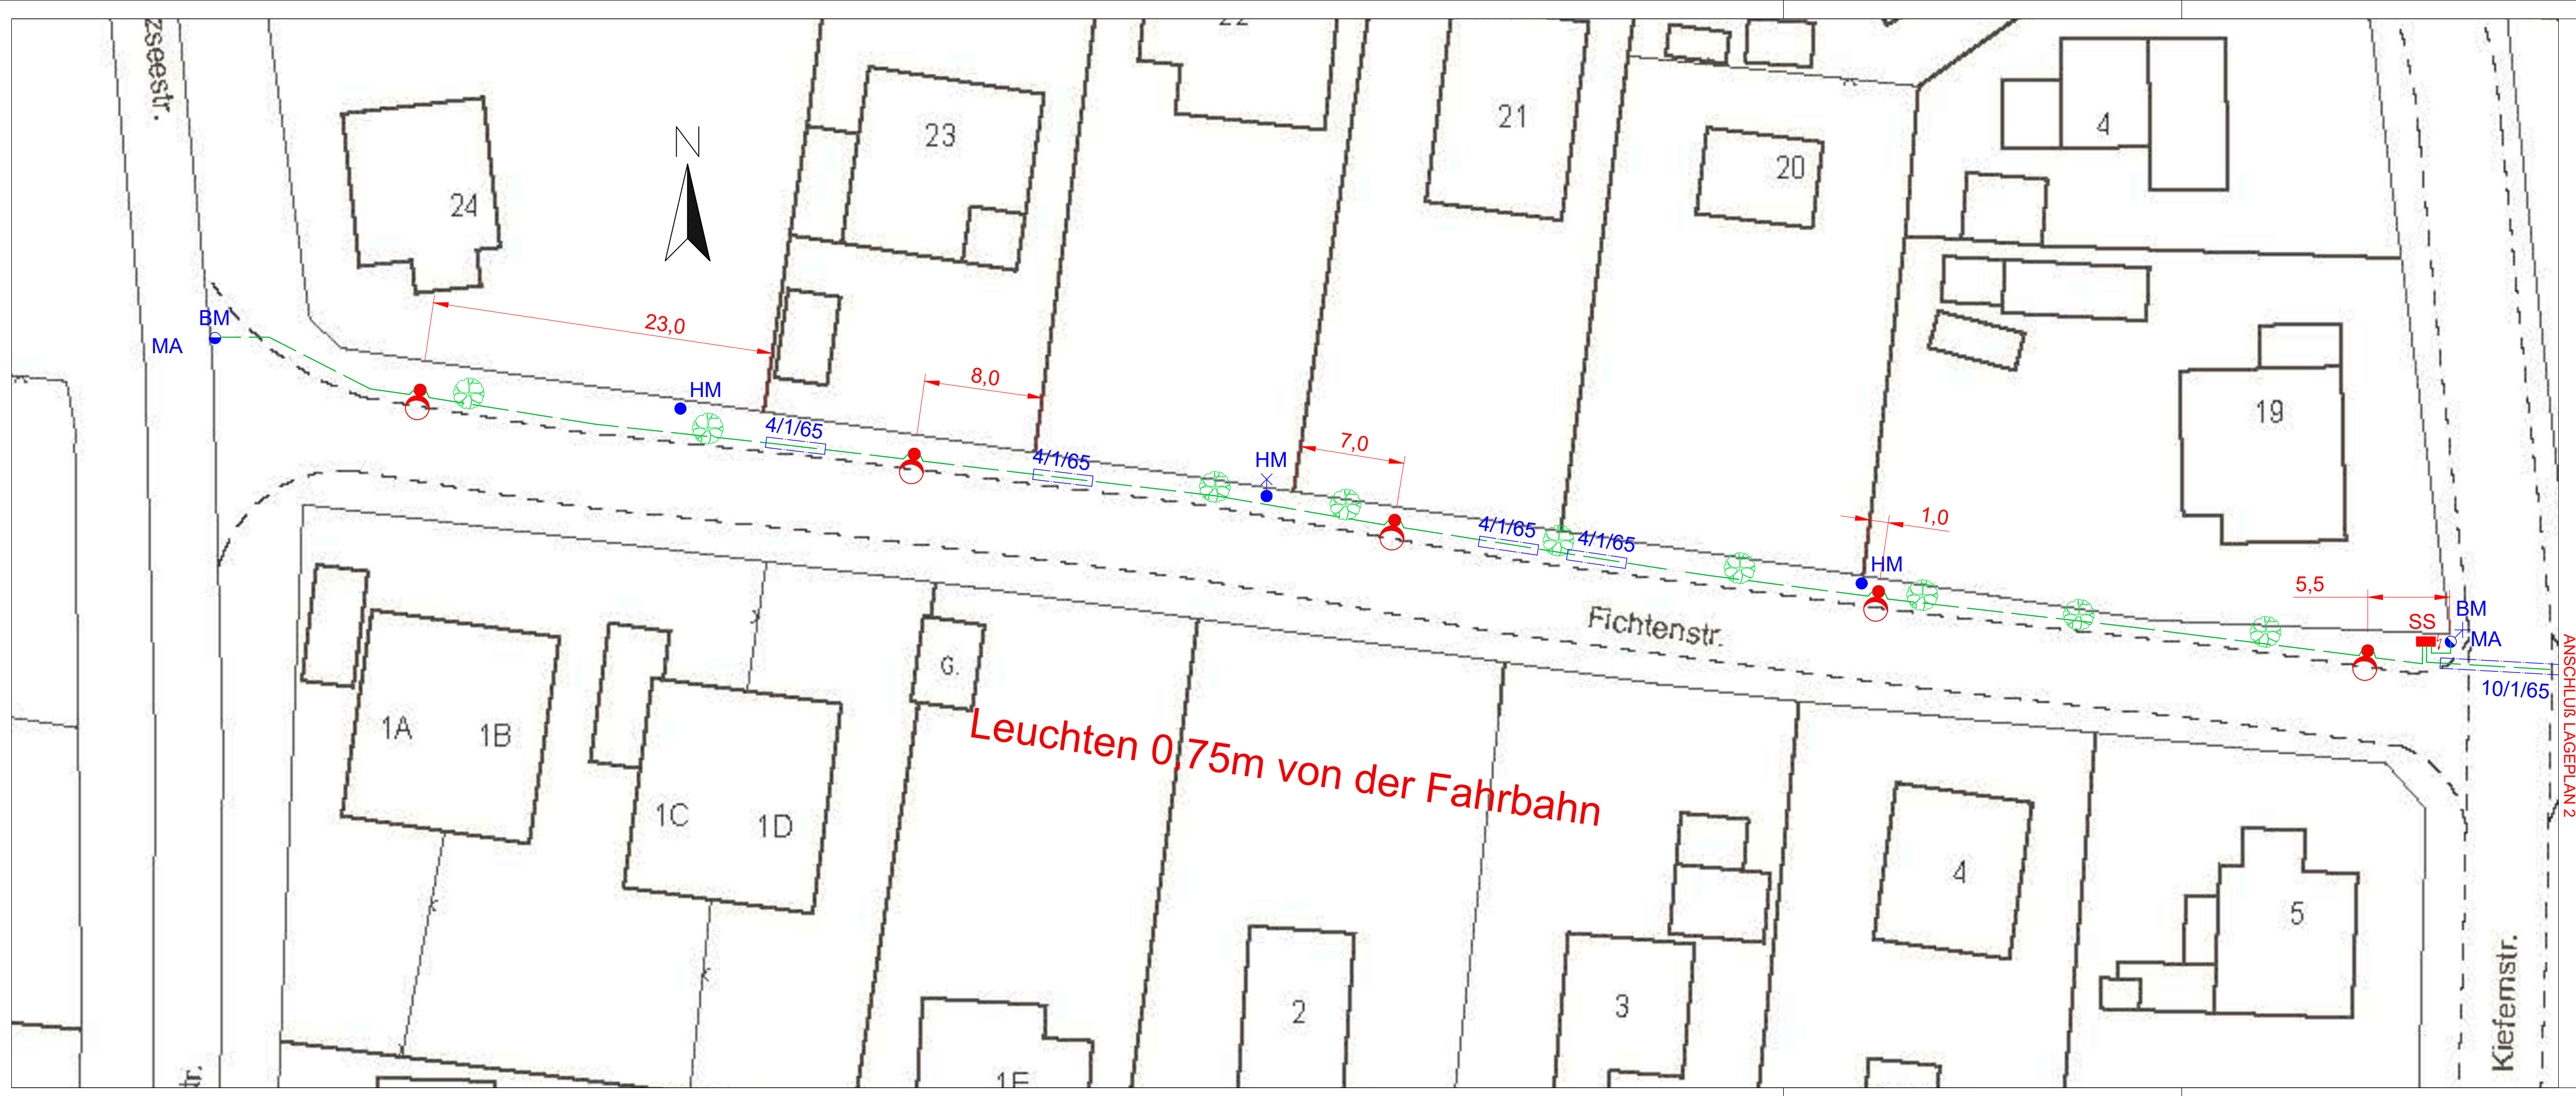 zseestr.
22
23
21
4
20
24
N
BM
MA
23,0
HM
8,0
4/1/65
4/1/65
HM
7,0
4/1/65
4/1/65
1,0
HM
19
5,5
BM
SS
MA
10/1/65
ANSCHLUß LAGEPLAN 2
Fichtenstr.
G.
1A
1B
1C
1D
Leuchten 0,75m von der Fahrbahn
4
5
2
3
Kiefernstr.
1E
tr.